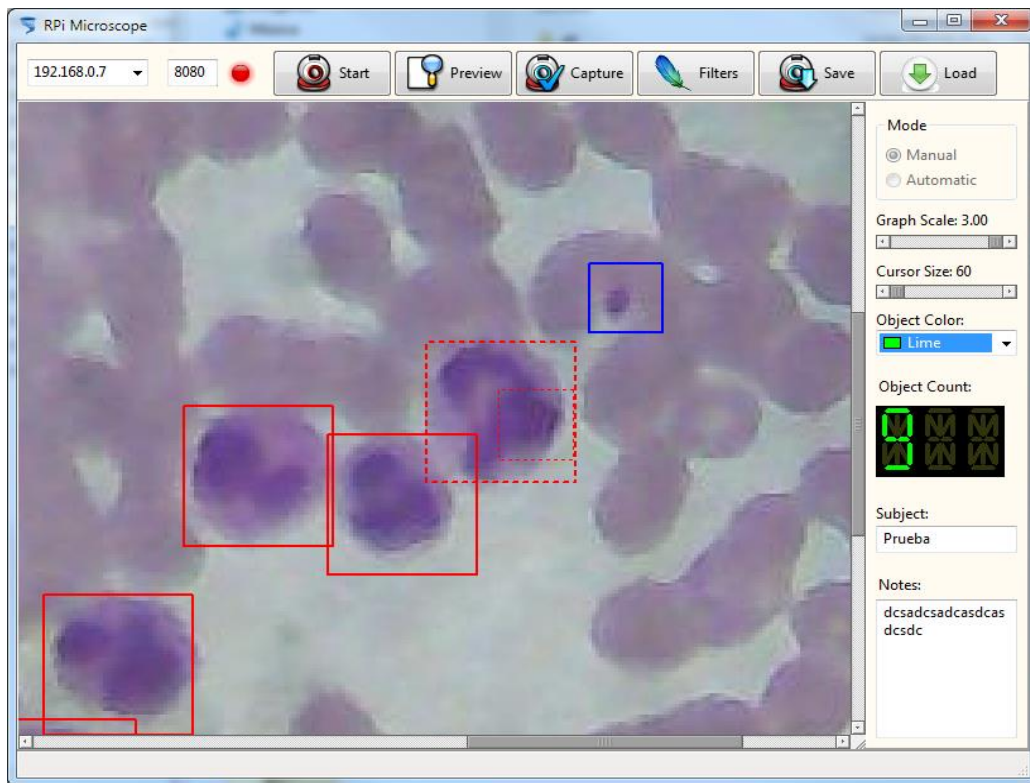 RPi Microscope
192.168.0.7
8080
Start
Preview
Capture
Filters
Save
Load
Mode
Manual
Automatic
Graph Scale: 3.00
Cursor Size: 60
Object Color:
Lime
Object Count:
9
Subject:
Prueba
Notes:
dcsadcsadcasdcas
dcsdc